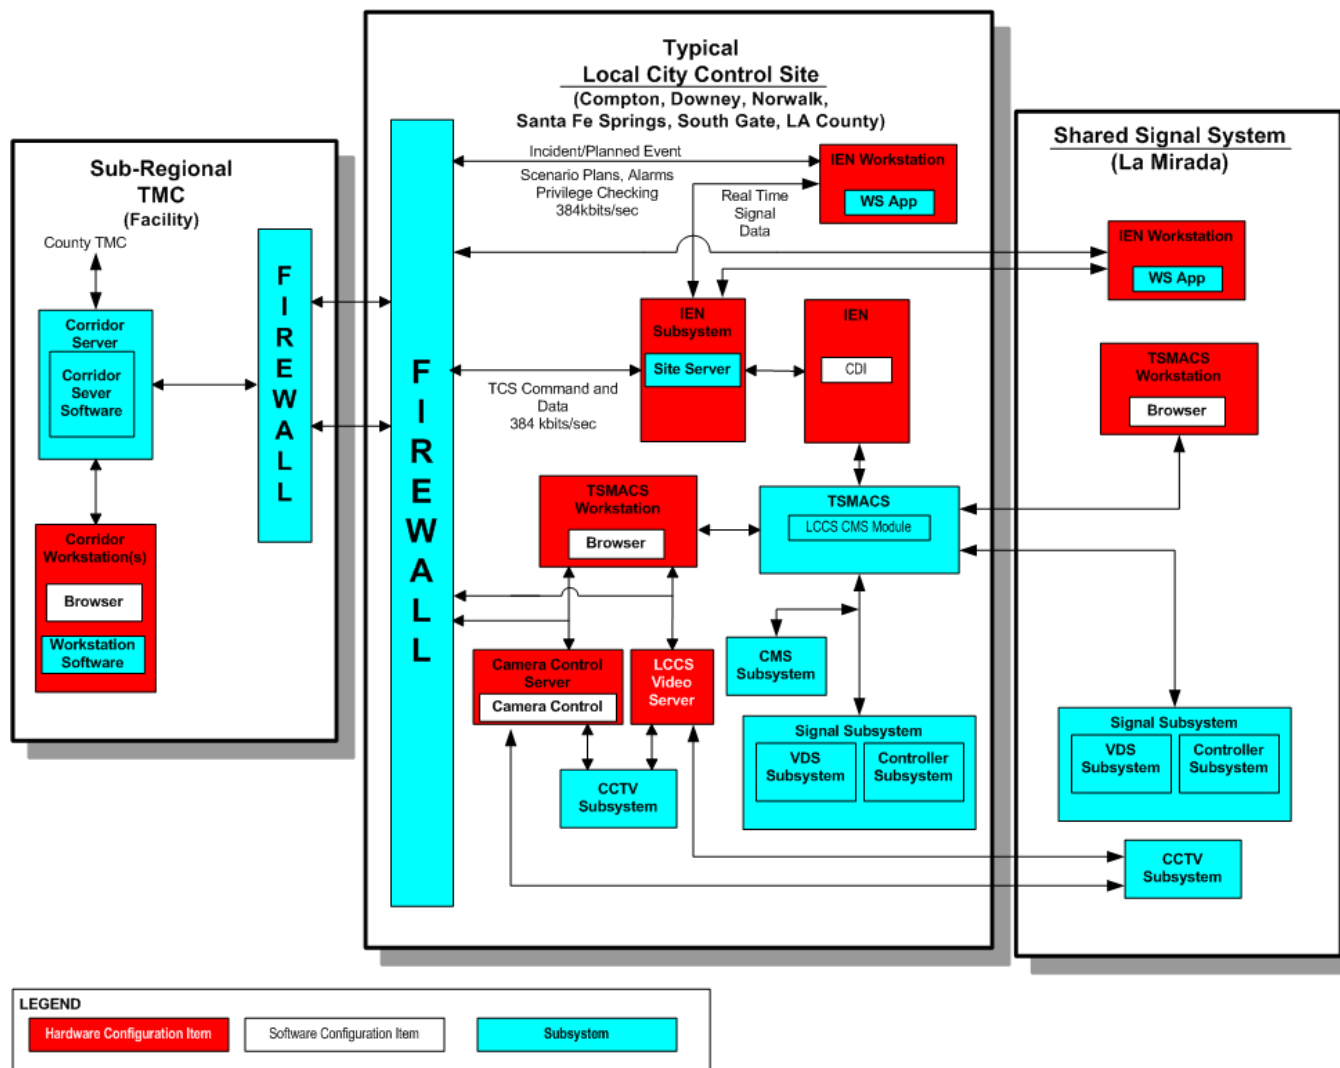 Sub-Regional
TMC
(Facility)
County TMC
Corridor
Server
Corridor
Sever
Software
Corridor
Workstation(s)
Browser
Workstation
Software
FIREWALL
Typical
Local City Control Site
(Compton, Downey, Norwalk,
Santa Fe Springs, South Gate, LA County)
FIREWALL
Incident/Planned Event
Scenario Plans, Alarms
Privilege Checking
384kbits/sec
Real Time
Signal
Data
IEN Workstation
WS App
IEN
Subsystem
Site Server
IEN
CDI
TCS Command and
Data
384 kbits/sec
TSMACS
Workstation
Browser
TSMACS
LCCS CMS Module
Camera Control
Server
Camera Control
LCCS
Video
Server
CMS
Subsystem
CCTV
Subsystem
Signal Subsystem
VDS
Subsystem
Controller
Subsystem
Shared Signal System
(La Mirada)
IEN Workstation
WS App
TSMACS
Workstation
Browser
Signal Subsystem
VDS
Subsystem
Controller
Subsystem
CCTV
Subsystem
LEGEND
Hardware Configuration Item
Software Configuration Item
Subsystem